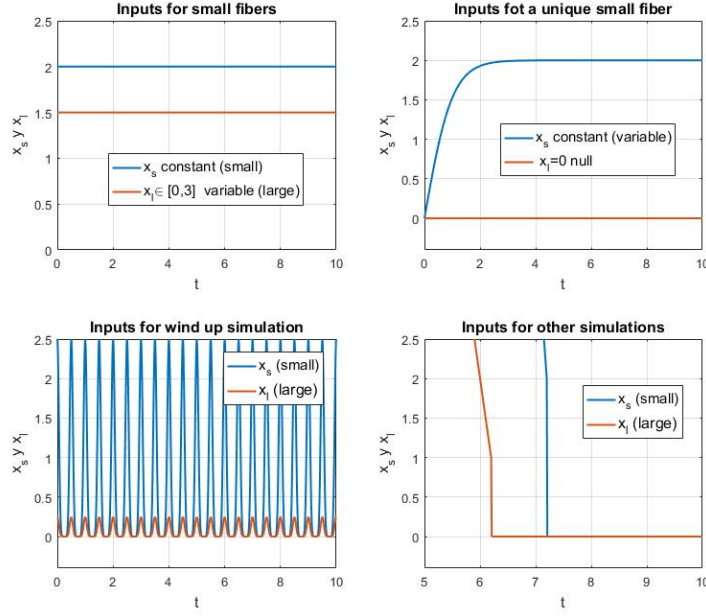 Inputs for small fibers
2.5
2
1.5
1
0.5
0
x_s y x_l
x_s constant (small)
x_l∈ [0,3] variable (large)
0 2 4 6 8 10
t
Inputs fot a unique small fiber
2.5
2
1.5
1
0.5
0
x_s y x_l
x_s constant (variable)
x_l=0 null
0 2 4 6 8 10
t
Inputs for wind up simulation
2.5
2
1.5
1
0.5
0
x_s y x_l
x_s (small)
x_l (large)
0 2 4 6 8 10
t
Inputs for other simulations
2.5
2
1.5
1
0.5
0
x_s y x_l
x_s (small)
x_l (large)
5 6 7 8 9 10
t